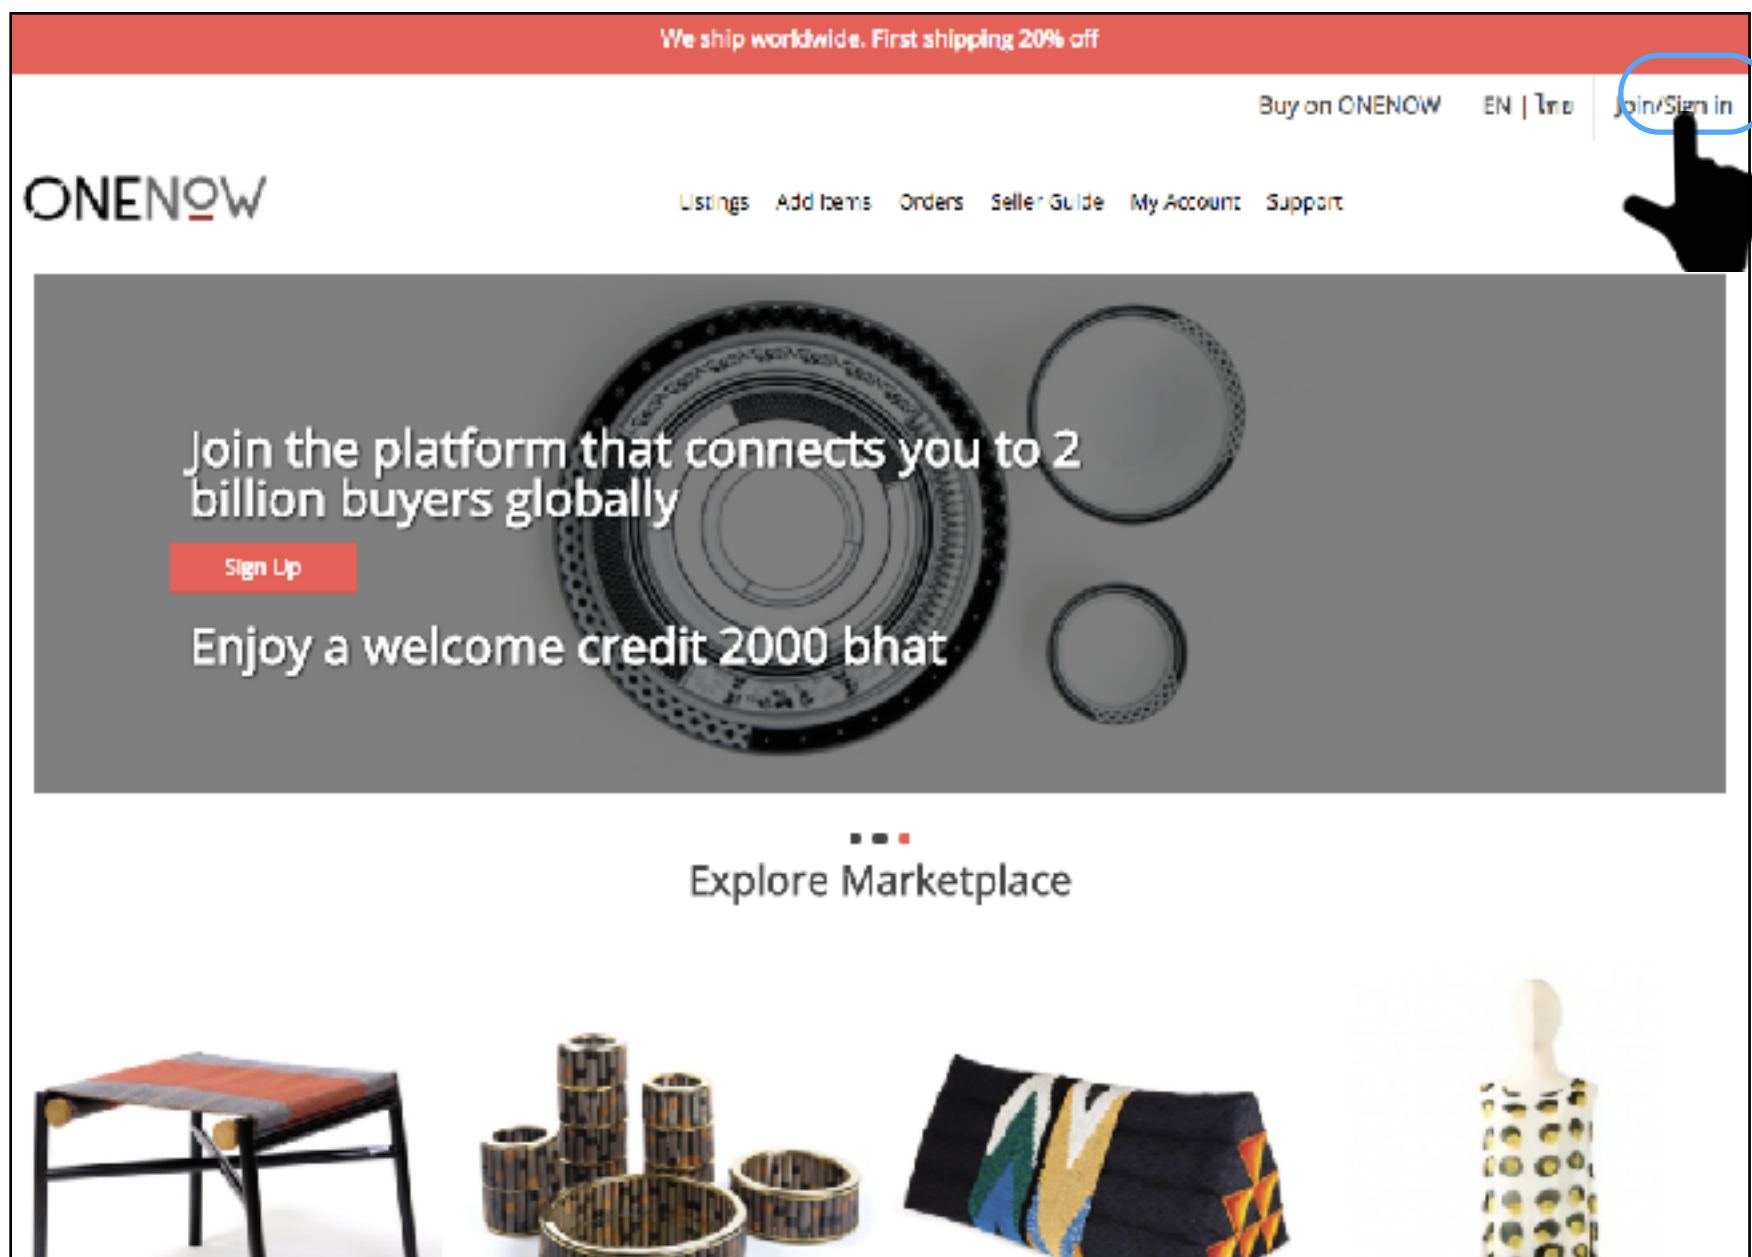 We ship worldwide. First shipping 20% off
Buy on ONENOW EN | ไทย Join/Sign in
ONENOW
Listings Add Items Orders Seller Guide My Account Support
Join the platform that connects you to 2
billion buyers globally
Sign Up
Enjoy a welcome credit 2000 bhat
Explore Marketplace